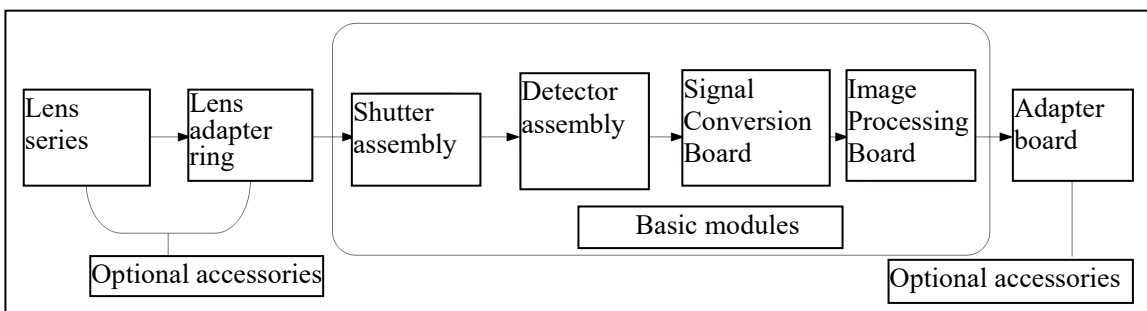 Lens
series
Lens
adapter
ring
Shutter
assembly
Detector
assembly
Signal
Conversion
Board
Image
Processing
Board
Adapter
board
Basic modules
Optional accessories
Optional accessories